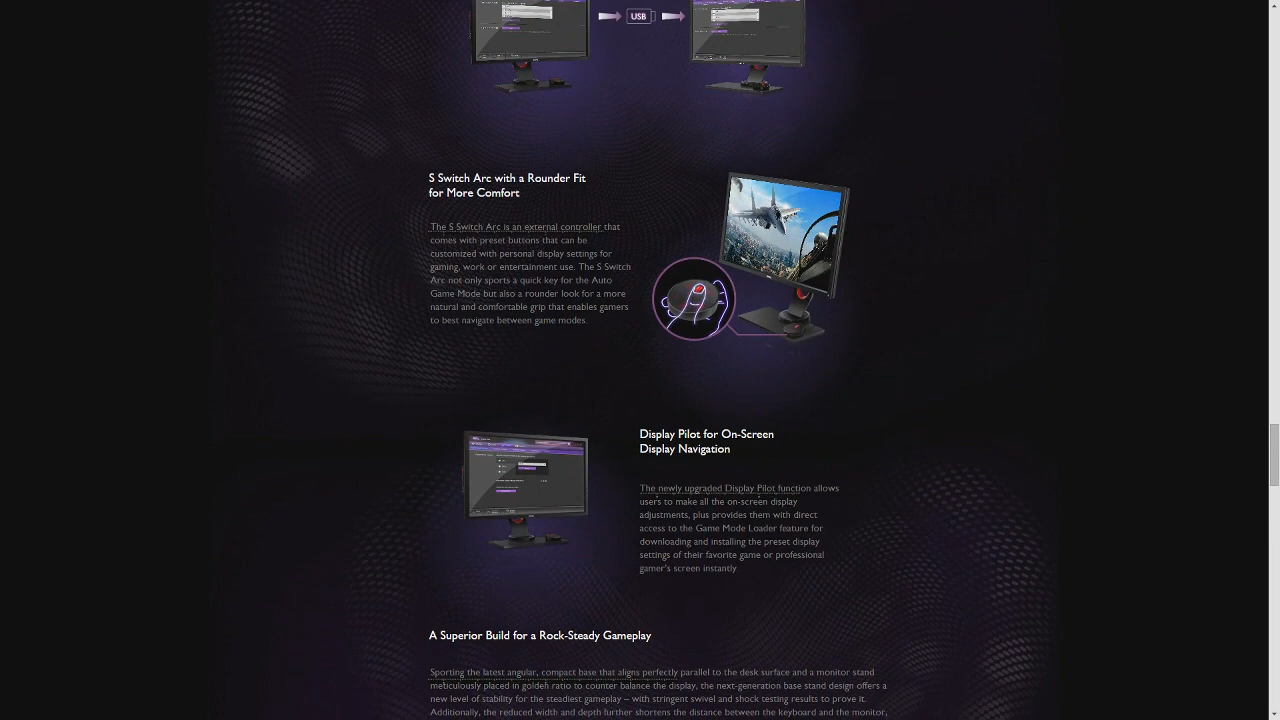 USB
S Switch Arc with a Rounder Fit
for More Comfort
The S Switch Arc is an external controller that
comes with preset buttons that can be
customized with personal display settings for
gaming, work or entertainment use. The S Switch
Arc not only sports a quick key for the Auto
Game Mode but also a rounder look for a more
natural and comfortable grip that enables gamers
to best navigate between game modes.
Display Pilot for On-Screen
Display Navigation
The newly upgraded Display Pilot function allows
users to make all the on-screen display
adjustments, plus provides them with direct
access to the Game Mode Loader feature for
downloading and installing the preset display
settings of their favorite game or professional
gamer's screen instantly
A Superior Build for a Rock-Steady Gameplay
Sporting the latest angular, compact base that aligns perfectly parallel to the desk surface and a monitor stand
meticulously placed in golden ratio to counter balance the display, the next-generation base stand design offers a
new level of stability for the steadiest gameplay – with stringent swivel and shock testing results to prove it.
Additionally, the reduced width and depth further shortens the distance between the keyboard and the monitor,